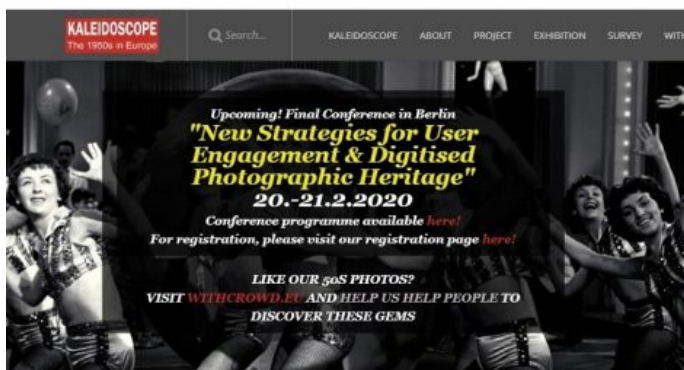 KALEIDOSCOPE
The 1950s in Europe
Search...
KALEIDOSCOPE ABOUT PROJECT EXHIBITION SURVEY WITH
Upcoming! Final Conference in Berlin
"New Strategies for User
Engagement & Digitised
Photographic Heritage"
20.-21.2.2020
Conference programme available here!
For registration, please visit our registration page here!
LIKE OUR 50S PHOTOS?
VISIT WITHCROWD.EU AND HELP US HELP PEOPLE TO
DISCOVER THESE GEMS